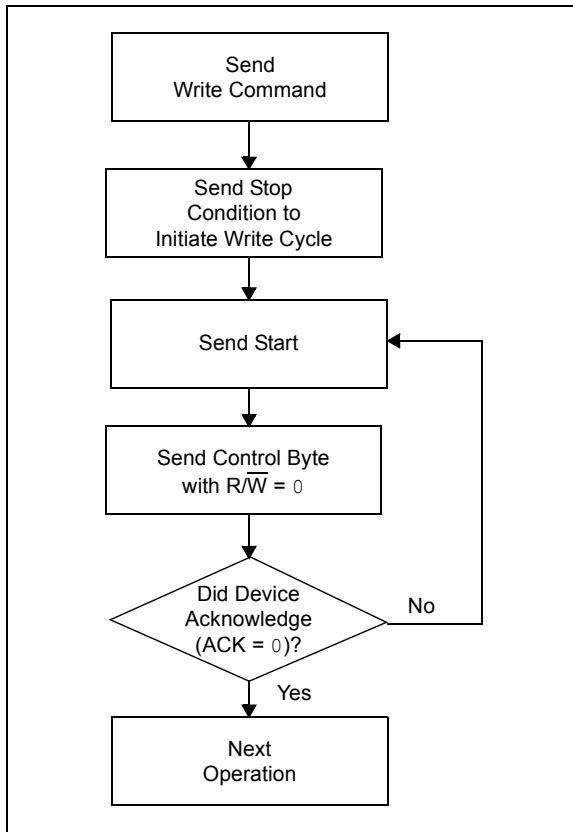 Send
Write Command
Send Stop
Condition to
Initiate Write Cycle
Send Start
Send Control Byte
with R/W̅ = 0
Did Device
Acknowledge
(ACK = 0)?
No
Yes
Next
Operation